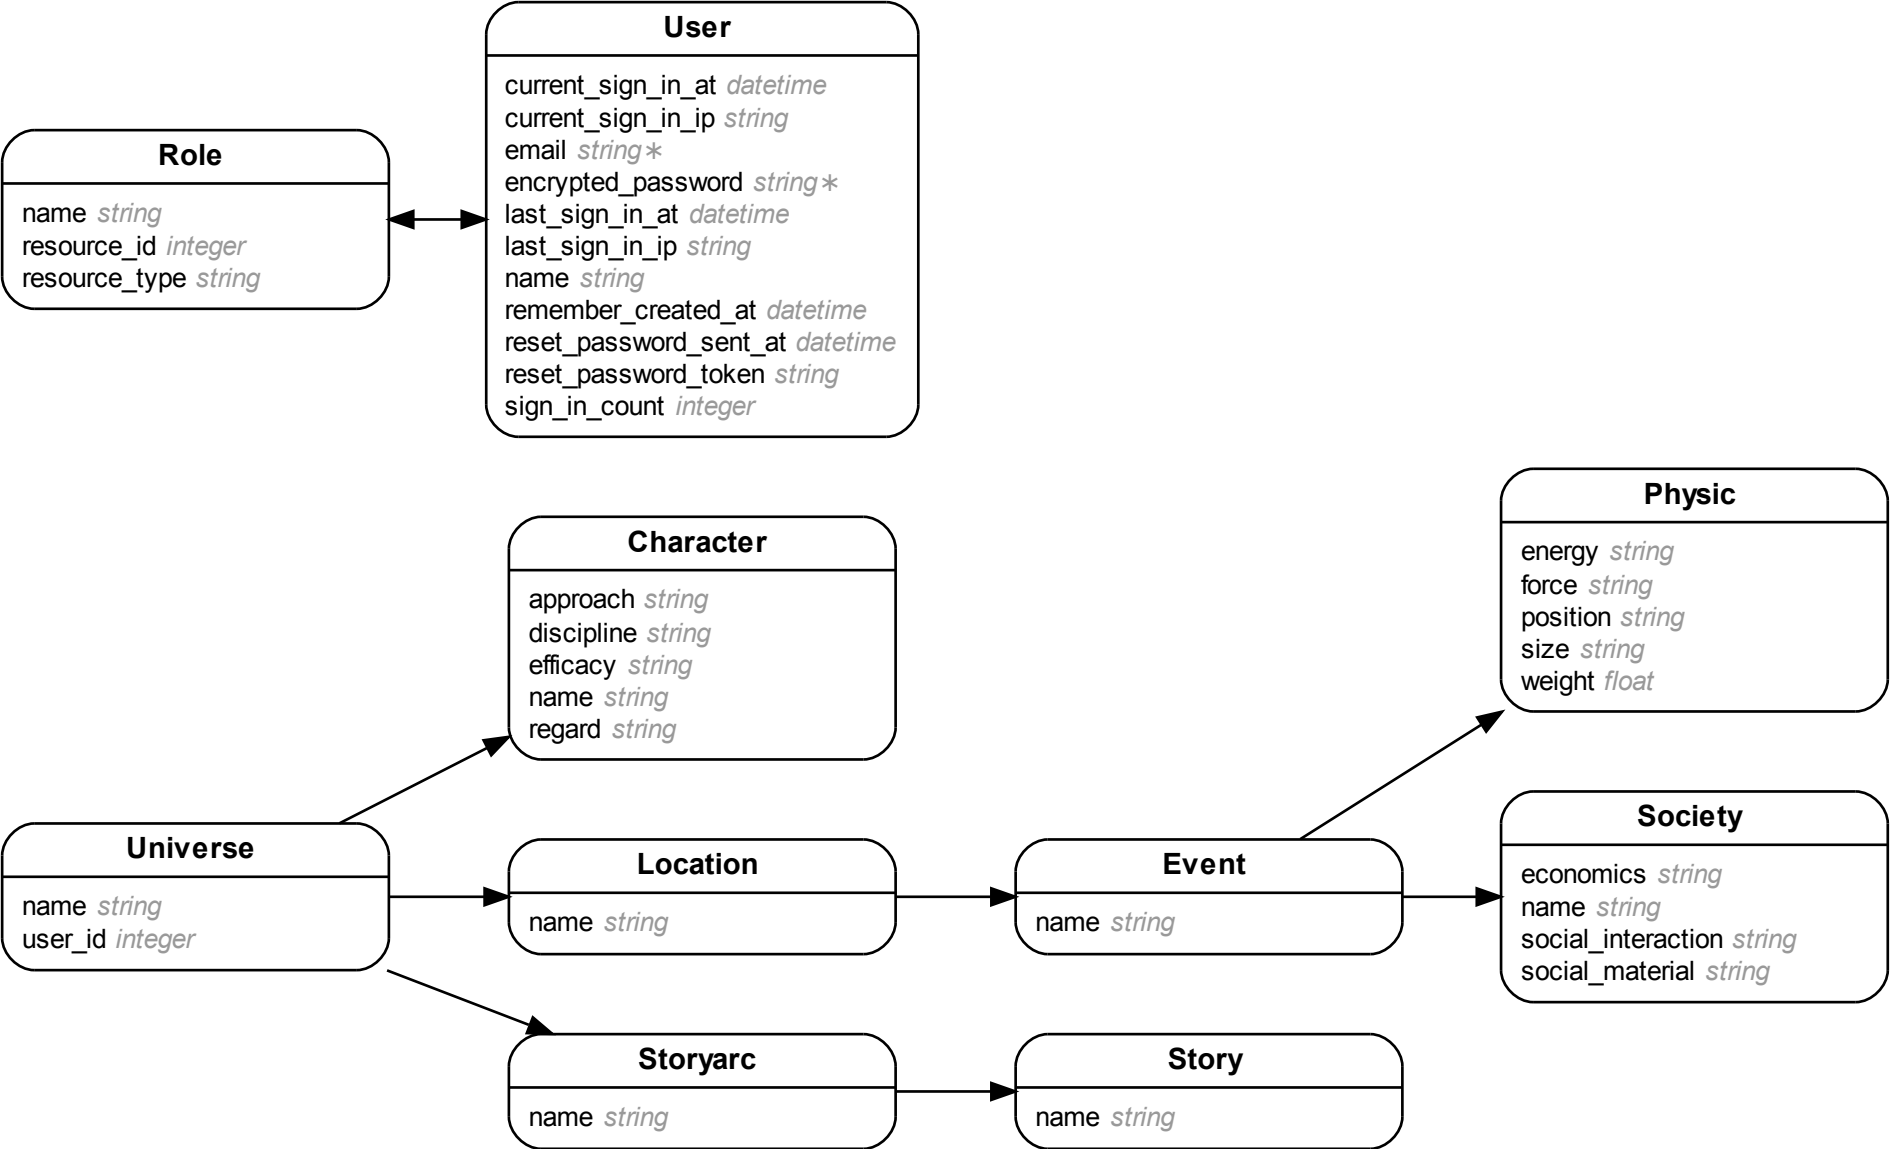 User
current_sign_in_at datetime
current_sign_in_ip string
email string∗
encrypted_password string∗
last_sign_in_at datetime
last_sign_in_ip string
name string
remember_created_at datetime
reset_password_sent_at datetime
reset_password_token string
sign_in_count integer
Role
name string
resource_id integer
resource_type string
Physic
energy string
force string
position string
size string
weight float
Character
approach string
discipline string
efficacy string
name string
regard string
Universe
name string
user_id integer
Location
name string
Event
name string
Society
economics string
name string
social_interaction string
social_material string
Storyarc
name string
Story
name string